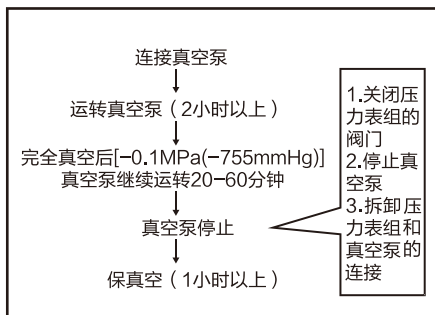 连接真空泵
运转真空泵（2小时以上）
完全真空后[-0.1MPa(-755mmHg)]
真空泵继续运转20-60分钟
真空泵停止
保真空（1小时以上）
1.关闭压
力表组的
阀门
2.停止真
空泵
3.拆卸压
力表组和
真空泵的
连接